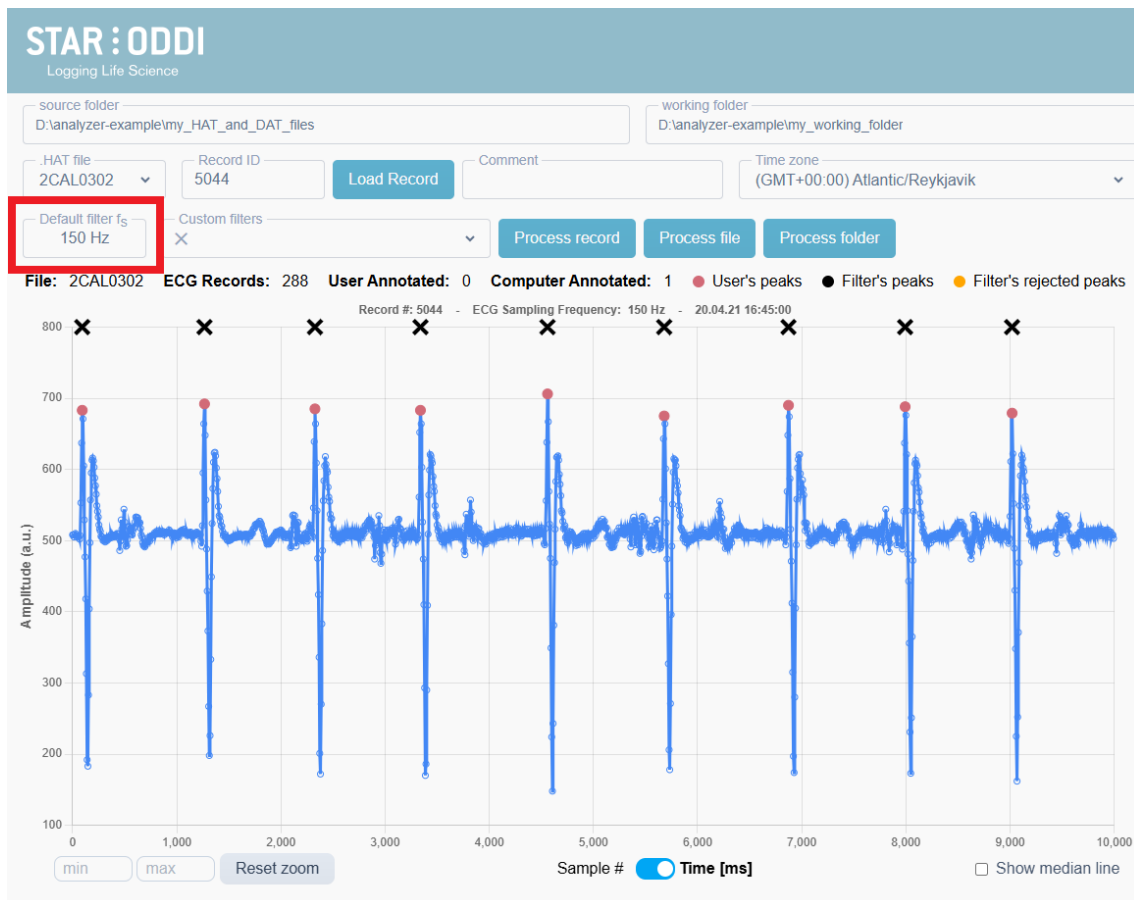 STAR:ODDI
Logging Life Science
source folder
D:\analyzer-example\my_HAT_and_DAT_files
working folder
D:\analyzer-example\my_working_folder
.HAT file
2CAL0302
Record ID
5044
Load Record
Comment
Time zone
(GMT+00:00) Atlantic/Reykjavik
Default filter fS
150 Hz
Custom filters
Process record
Process file
Process folder
File: 2CAL0302 ECG Records: 288 User Annotated: 0 Computer Annotated: 1 User's peaks Filter's peaks Filter's rejected peaks
Record #: 5044 - ECG Sampling Frequency: 150 Hz - 20.04.21 16:45:00
800
700
600
500
400
300
200
100
Amplitude (a.u.)
0 1,000 2,000 3,000 4,000 5,000 6,000 7,000 8,000 9,000 10,000
min max Reset zoom Sample # Time [ms] Show median line